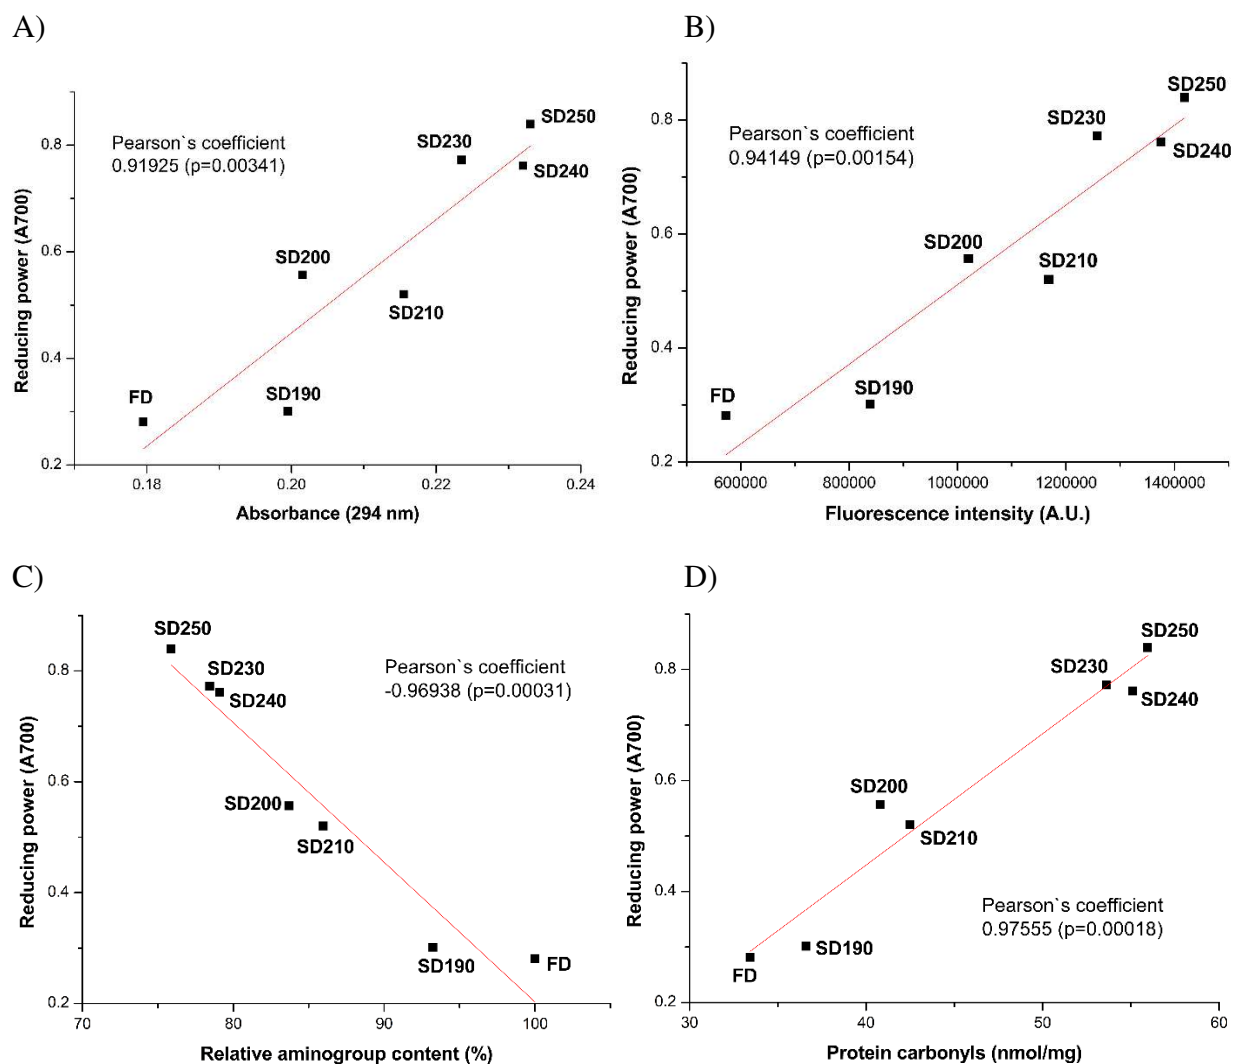 A)
Pearson`s coefficient
0.91925 (p=0.00341)
SD250
SD230
SD240
SD200
SD210
FD
SD190
0.8
0.6
0.4
0.2
0.18
0.20
0.22
0.24
Reducing power (A700)
Absorbance (294 nm)
B)
Pearson`s coefficient
0.94149 (p=0.00154)
SD250
SD230
SD240
SD200
SD210
FD
SD190
0.8
0.6
0.4
0.2
600000
800000
1000000
1200000
1400000
Reducing power (A700)
Fluorescence intensity (A.U.)
C)
SD250
SD230
SD240
Pearson`s coefficient
-0.96938 (p=0.00031)
SD200
SD210
SD190
FD
0.8
0.6
0.4
0.2
70
80
90
100
Reducing power (A700)
Relative aminogroup content (%)
D)
SD250
SD230
SD240
SD200
SD210
Pearson`s coefficient
0.97555 (p=0.00018)
SD190
FD
0.8
0.6
0.4
0.2
30
40
50
60
Reducing power (A700)
Protein carbonyls (nmol/mg)